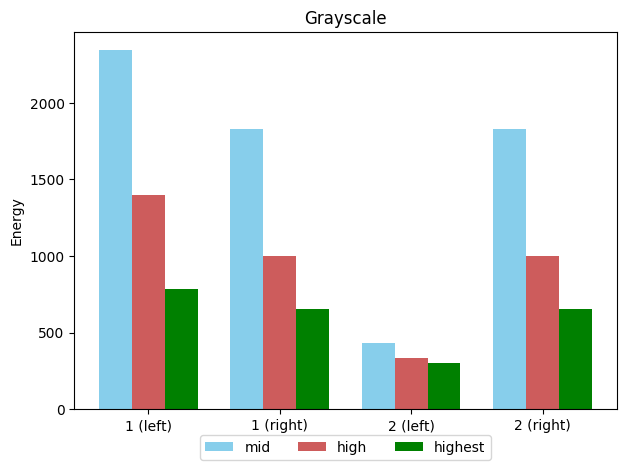 Grayscale
Energy
2000
1500
1000
500
0
1 (left) 1 (right) 2 (left) 2 (right)
mid high highest